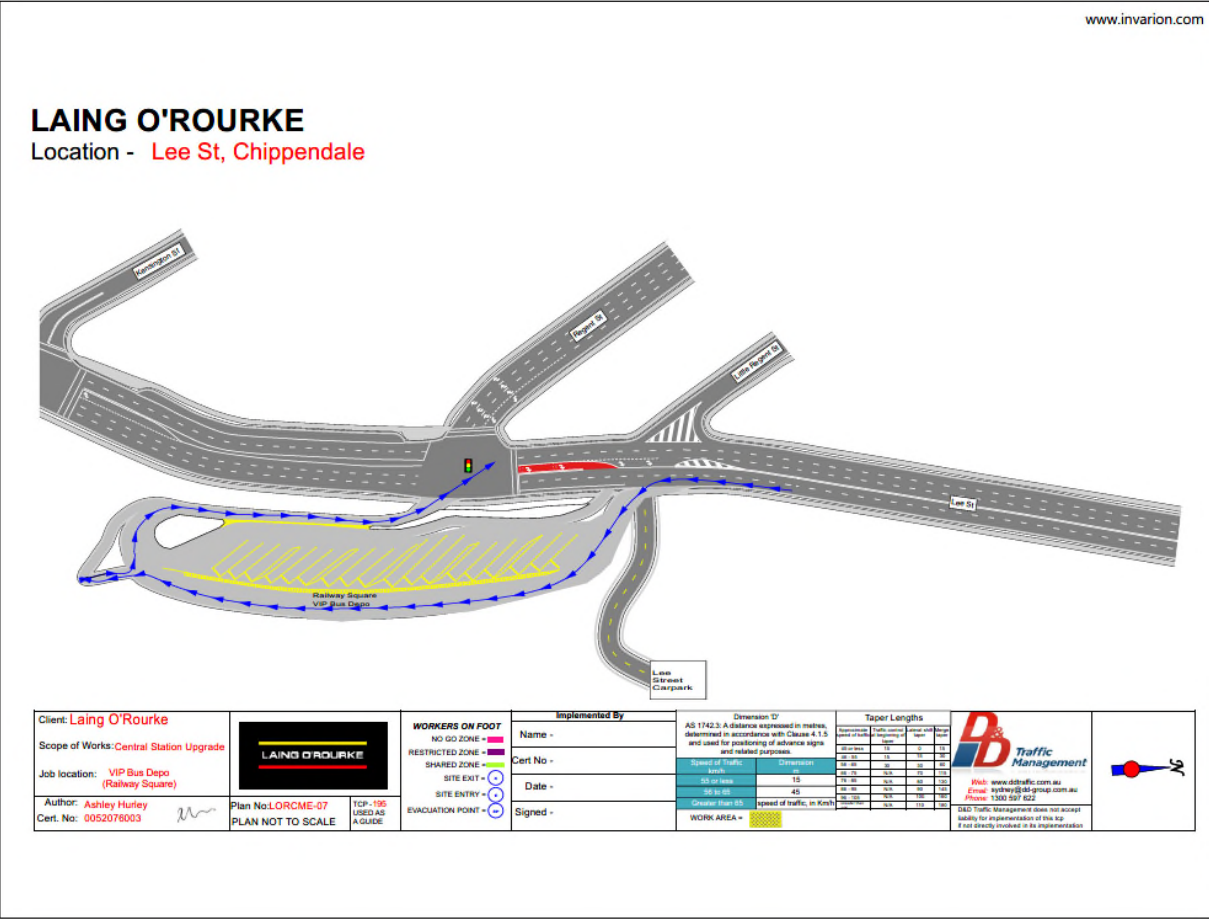 www.invarion.com
LAING O'ROURKE
Location - Lee St, Chippendale
Kensington St
Regent St
Little Regent St
Lee St
Railway Square
VIP Bus Depo
Lee
Street
Carpark
Client: Laing O'Rourke
Scope of Works: Central Station Upgrade
Job location: VIP Bus Depo
(Railway Square)
Author: Ashley Hurley
Cert. No: 0052076003
LAING O'ROURKE
Plan No:LORCME-07
PLAN NOT TO SCALE
TCP - 195
USED AS
A GUIDE
WORKERS ON FOOT
NO GO ZONE =
RESTRICTED ZONE =
SHARED ZONE =
SITE EXIT =
SITE ENTRY =
EVACUATION POINT =
Implemented By
Name -
Cert No -
Date -
Signed -
Dimension 'D'
AS 1742.3: A distance expressed in metres,
determined in accordance with Clause 4.1.5
and used for positioning of advance signs
and related purposes.
Speed of Traffic
km/h
Dimension
m
55 or less
15
56 to 65
45
Greater than 65
speed of traffic, in Km/h
WORK AREA =
Taper Lengths
D&D
Traffic
Management
Web: www.ddtraffic.com.au
Email: sydney@dd-group.com.au
Phone: 1300 597 622
D&D Traffic Management does not accept
liability for implementation of this tcp
if not directly involved in its implementation
N